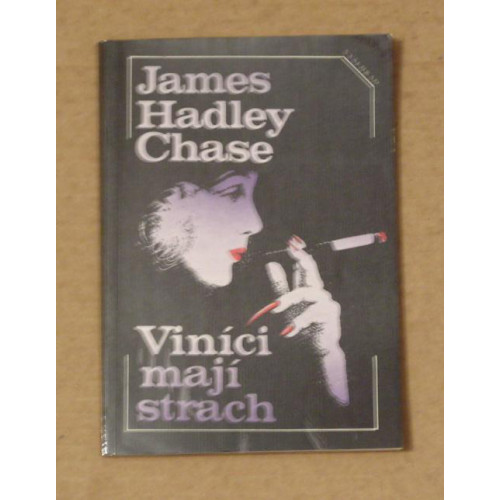 James
Hadley
Chase
Viníci
mají
strach